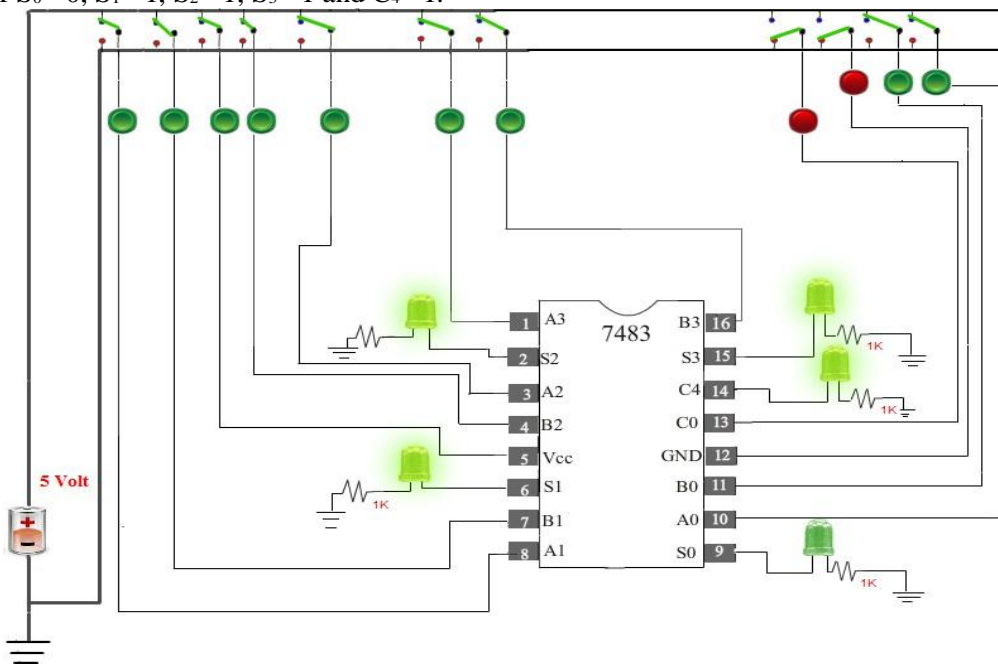 S₀ = 0, S₁ = 1, S₂ = 1, S₃ = 1 and C₄ = 1.
5 Volt
7483
1 A3
2 S2
3 A2
4 B2
5 Vcc
6 S1
7 B1
8 A1
B3 16
S3 15
C4 14
C0 13
GND 12
B0 11
A0 10
S0 9
1K
1K
1K
1K